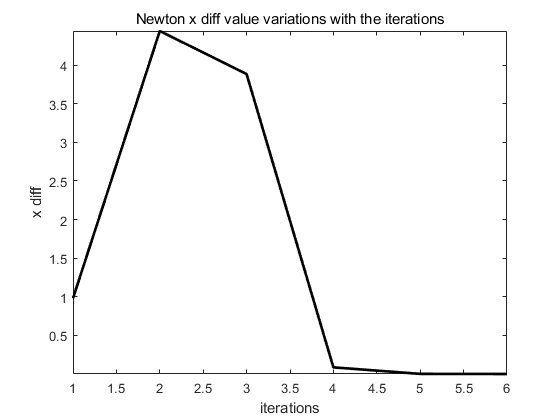 Newton x diff value variations with the iterations
4
3.5
3
2.5
2
1.5
1
0.5
x diff
1 1.5 2 2.5 3 3.5 4 4.5 5 5.5 6
iterations